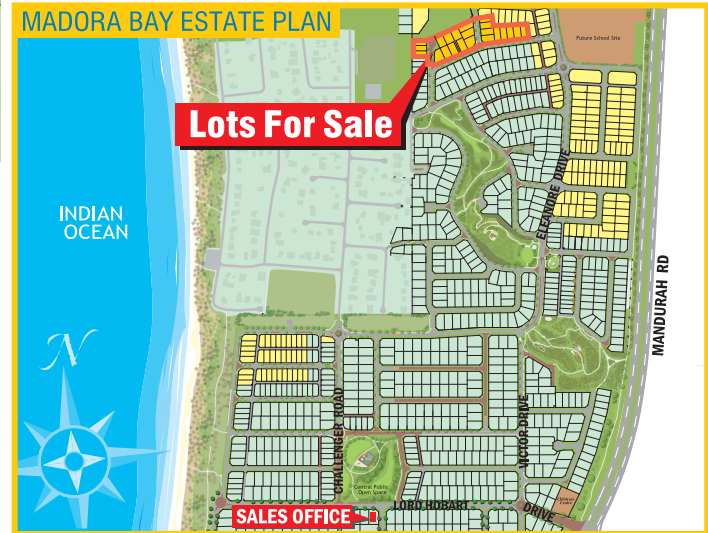 MADORA BAY ESTATE PLAN
Future School Site
Lots For Sale
INDIAN
OCEAN
ELEANORE DRIVE
MANDURAH RD
N
CHALLENGER ROAD
VICTOR DRIVE
Central Public
Open Space
LORD HOBART
DRIVE
SALES OFFICE